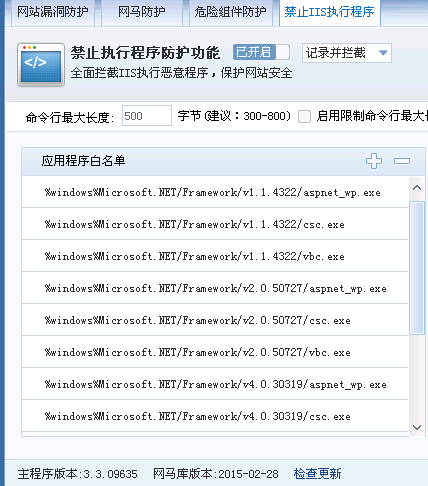 网站漏洞防护 网马防护 危险组件防护 禁止IIS执行程序
禁止执行程序防护功能 已开启 记录并拦截
全面拦截IIS执行恶意程序，保护网站安全
命令行最大长度: 500 字节(建议：300-800) 启用限制命令行最大长
应用程序白名单
%windows%Microsoft.NET/Framework/v1.1.4322/aspnet_wp.exe
%windows%Microsoft.NET/Framework/v1.1.4322/csc.exe
%windows%Microsoft.NET/Framework/v1.1.4322/vbc.exe
%windows%Microsoft.NET/Framework/v2.0.50727/aspnet_wp.exe
%windows%Microsoft.NET/Framework/v2.0.50727/csc.exe
%windows%Microsoft.NET/Framework/v2.0.50727/vbc.exe
%windows%Microsoft.NET/Framework/v4.0.30319/aspnet_wp.exe
%windows%Microsoft.NET/Framework/v4.0.30319/csc.exe
主程序版本:3.3.09635 网马库版本:2015-02-28 检查更新